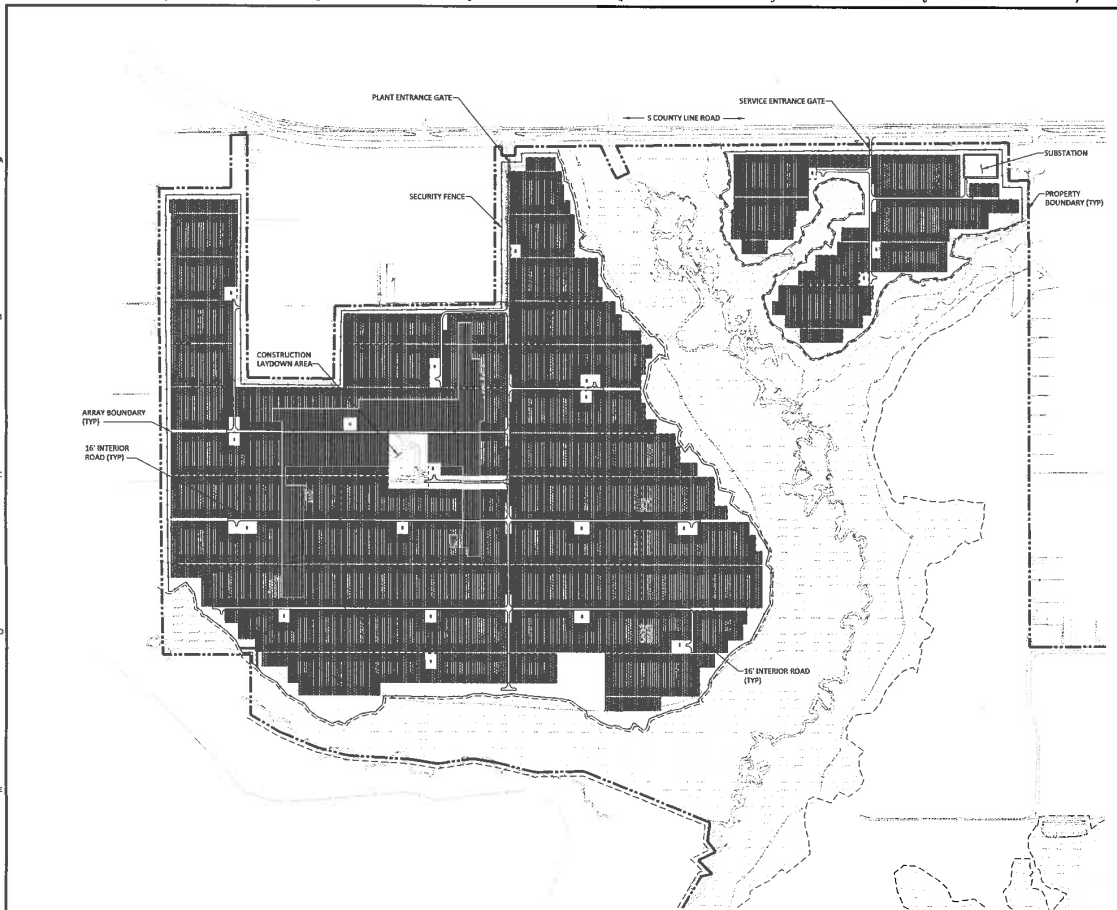 PLANT ENTRANCE GATE
SERVICE ENTRANCE GATE
S COUNTY LINE ROAD
SUBSTATION
SECURITY FENCE
PROPERTY
BOUNDARY (TYP)
CONSTRUCTION
LAYDOWN AREA
ARRAY BOUNDARY
(TYP)
16' INTERIOR
ROAD (TYP)
16' INTERIOR ROAD
(TYP)